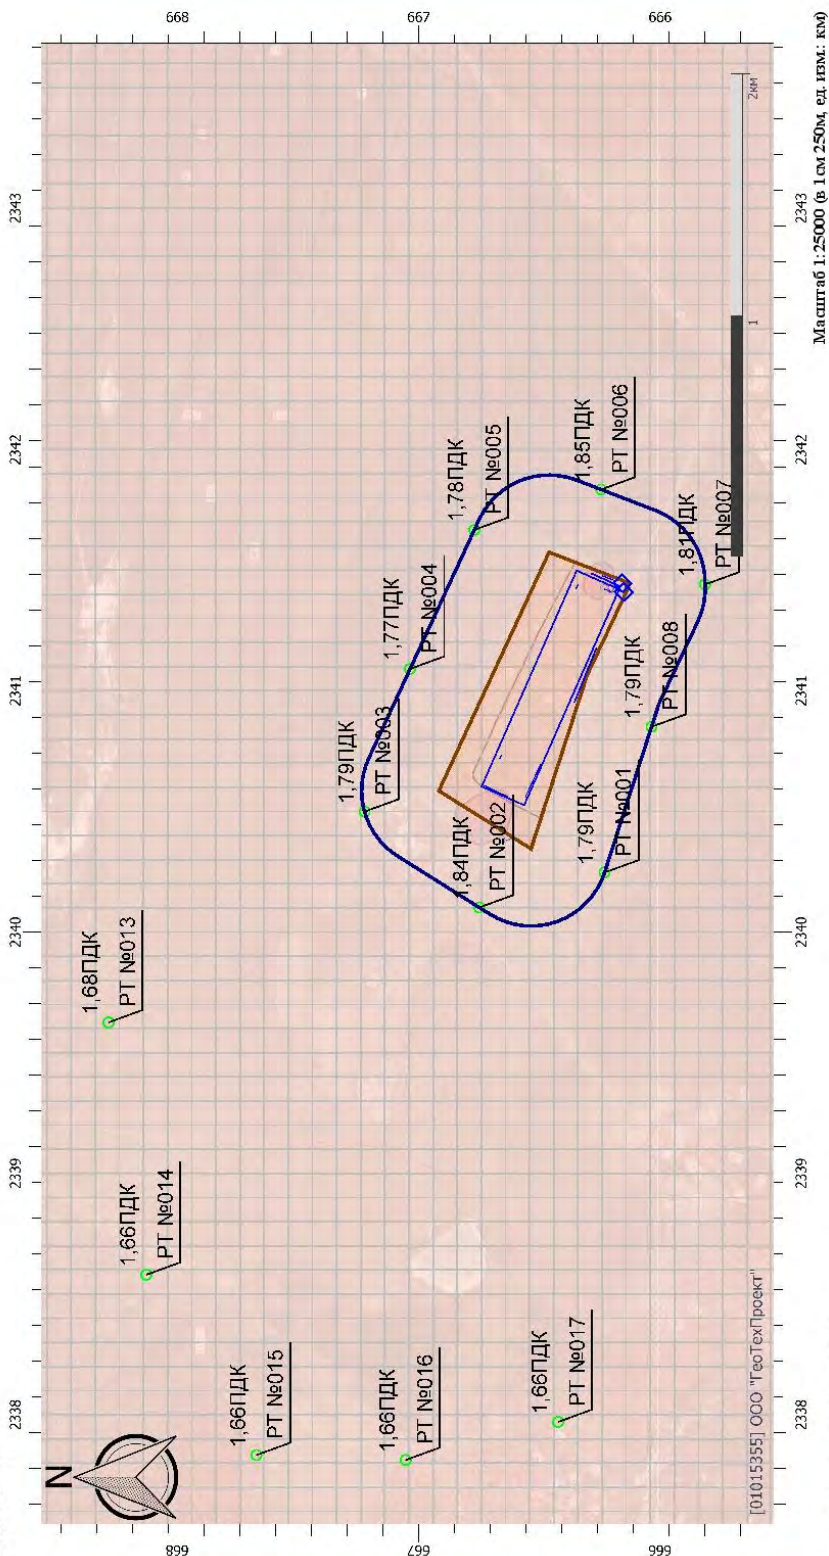 668
667
666
2343
2342
2341
2340
2339
2338
2343
2342
2341
2340
2339
2338
668
667
666
N
1,68ПДК
РТ №013
1,66ПДК
РТ №014
1,66ПДК
РТ №015
1,66ПДК
РТ №016
1,66ПДК
РТ №017
1,79ПДК
РТ №003
1,77ПДК
РТ №004
1,78ПДК
РТ №005
1,85ПДК
РТ №006
1,81ПДК
РТ №007
1,79ПДК
РТ №008
1,79ПДК
РТ №001
1,84ПДК
РТ №002
1
2км
[01015355] ООО "ГеоТехПроект"
Масштаб 1:25000 (в 1см 250м, ед. изм.: км)